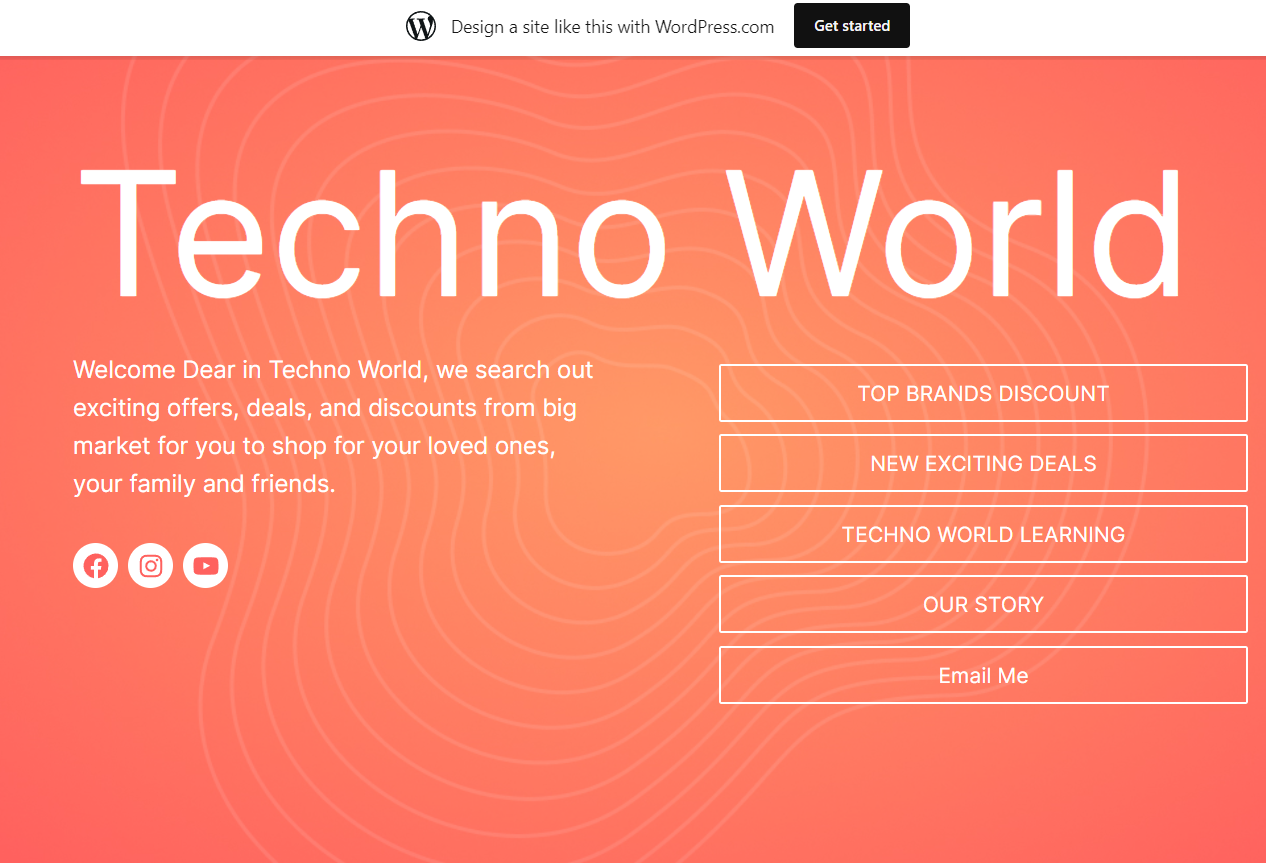 Design a site like this with WordPress.com
Get started
Techno World
Welcome Dear in Techno World, we search out
exciting offers, deals, and discounts from big
market for you to shop for your loved ones,
your family and friends.
TOP BRANDS DISCOUNT
NEW EXCITING DEALS
TECHNO WORLD LEARNING
OUR STORY
Email Me